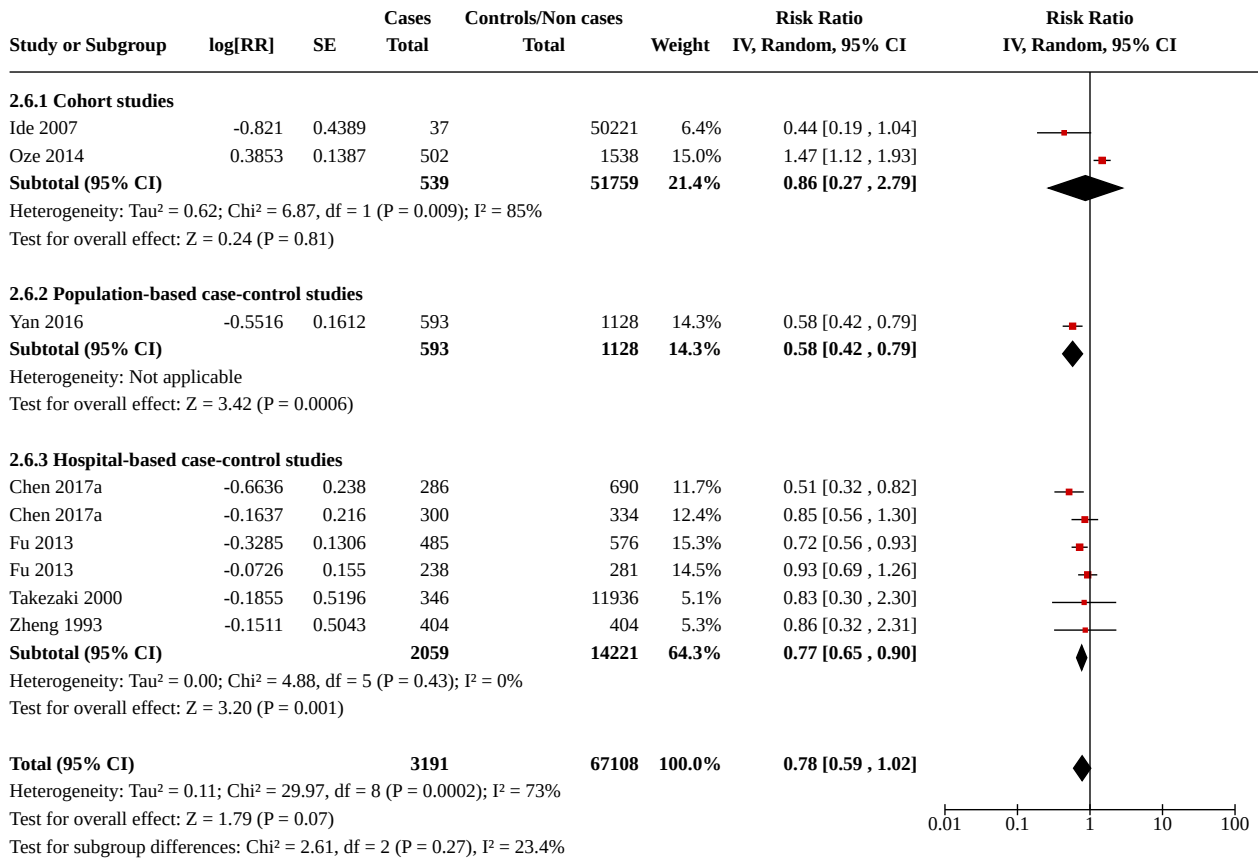 Cases Controls/Non cases Risk Ratio Risk Ratio
Study or Subgroup log[RR] SE Total Total Weight IV, Random, 95% CI IV, Random, 95% CI
2.6.1 Cohort studies
Ide 2007 -0.821 0.4389 37 50221 6.4% 0.44 [0.19 , 1.04]
Oze 2014 0.3853 0.1387 502 1538 15.0% 1.47 [1.12 , 1.93]
Subtotal (95% CI) 539 51759 21.4% 0.86 [0.27 , 2.79]
Heterogeneity: Tau² = 0.62; Chi² = 6.87, df = 1 (P = 0.009); I² = 85%
Test for overall effect: Z = 0.24 (P = 0.81)
2.6.2 Population-based case-control studies
Yan 2016 -0.5516 0.1612 593 1128 14.3% 0.58 [0.42 , 0.79]
Subtotal (95% CI) 593 1128 14.3% 0.58 [0.42 , 0.79]
Heterogeneity: Not applicable
Test for overall effect: Z = 3.42 (P = 0.0006)
2.6.3 Hospital-based case-control studies
Chen 2017a -0.6636 0.238 286 690 11.7% 0.51 [0.32 , 0.82]
Chen 2017a -0.1637 0.216 300 334 12.4% 0.85 [0.56 , 1.30]
Fu 2013 -0.3285 0.1306 485 576 15.3% 0.72 [0.56 , 0.93]
Fu 2013 -0.0726 0.155 238 281 14.5% 0.93 [0.69 , 1.26]
Takezaki 2000 -0.1855 0.5196 346 11936 5.1% 0.83 [0.30 , 2.30]
Zheng 1993 -0.1511 0.5043 404 404 5.3% 0.86 [0.32 , 2.31]
Subtotal (95% CI) 2059 14221 64.3% 0.77 [0.65 , 0.90]
Heterogeneity: Tau² = 0.00; Chi² = 4.88, df = 5 (P = 0.43); I² = 0%
Test for overall effect: Z = 3.20 (P = 0.001)
Total (95% CI) 3191 67108 100.0% 0.78 [0.59 , 1.02]
Heterogeneity: Tau² = 0.11; Chi² = 29.97, df = 8 (P = 0.0002); I² = 73%
Test for overall effect: Z = 1.79 (P = 0.07) 0.01 0.1 1 10 100
Test for subgroup differences: Chi² = 2.61, df = 2 (P = 0.27), I² = 23.4%